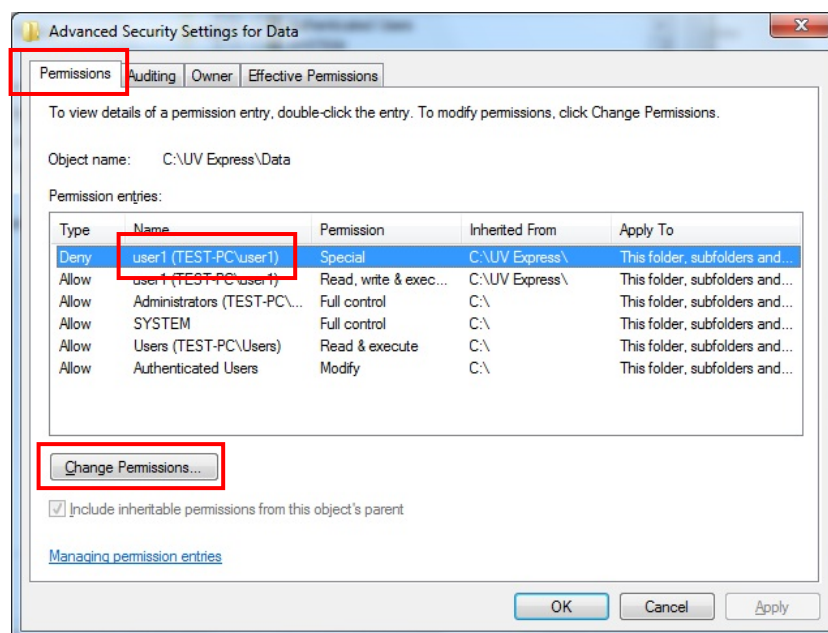 Advanced Security Settings for Data
Permissions Auditing Owner Effective Permissions
To view details of a permission entry, double-click the entry. To modify permissions, click Change Permissions.
Object name: C:\UV Express\Data
Permission entries:
Type Name Permission Inherited From Apply To
Deny user1 (TEST-PC\user1) Special C:\UV Express\ This folder, subfolders and...
Allow user1 (TEST-PC\user1) Read, write & exec... C:\UV Express\ This folder, subfolders and...
Allow Administrators (TEST-PC\... Full control C:\ This folder, subfolders and...
Allow SYSTEM Full control C:\ This folder, subfolders and...
Allow Users (TEST-PC\Users) Read & execute C:\ This folder, subfolders and...
Allow Authenticated Users Modify C:\ This folder, subfolders and...
Change Permissions...
Include inheritable permissions from this object's parent
Managing permission entries
OK Cancel Apply